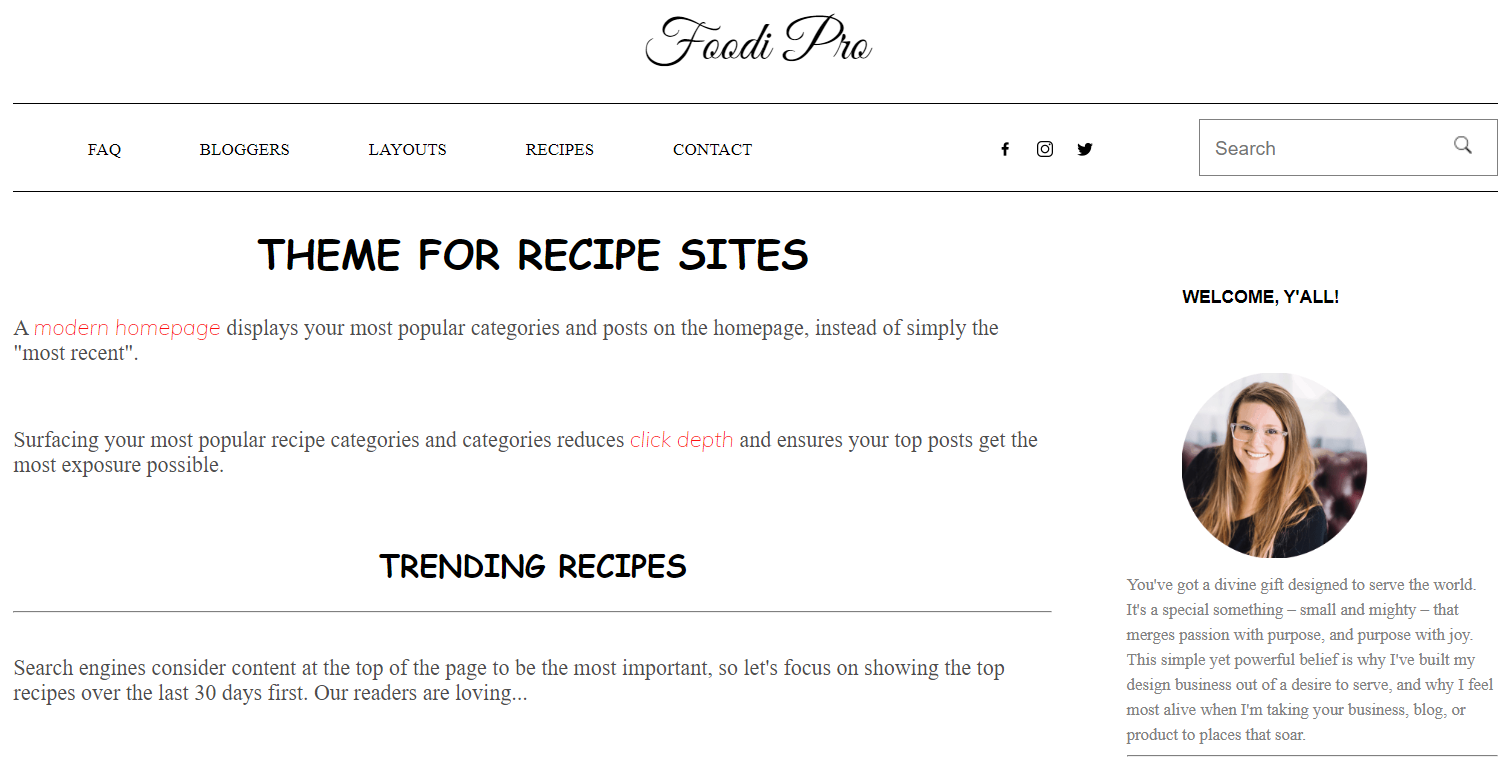 Foodi Pro
FAQ BLOGGERS LAYOUTS RECIPES CONTACT Search
THEME FOR RECIPE SITES
A modern homepage displays your most popular categories and posts on the homepage, instead of simply the
"most recent".
Surfacing your most popular recipe categories and categories reduces click depth and ensures your top posts get the
most exposure possible.
TRENDING RECIPES
Search engines consider content at the top of the page to be the most important, so let's focus on showing the top
recipes over the last 30 days first. Our readers are loving...
WELCOME, Y'ALL!
You've got a divine gift designed to serve the world.
It's a special something – small and mighty – that
merges passion with purpose, and purpose with joy.
This simple yet powerful belief is why I've built my
design business out of a desire to serve, and why I feel
most alive when I'm taking your business, blog, or
product to places that soar.